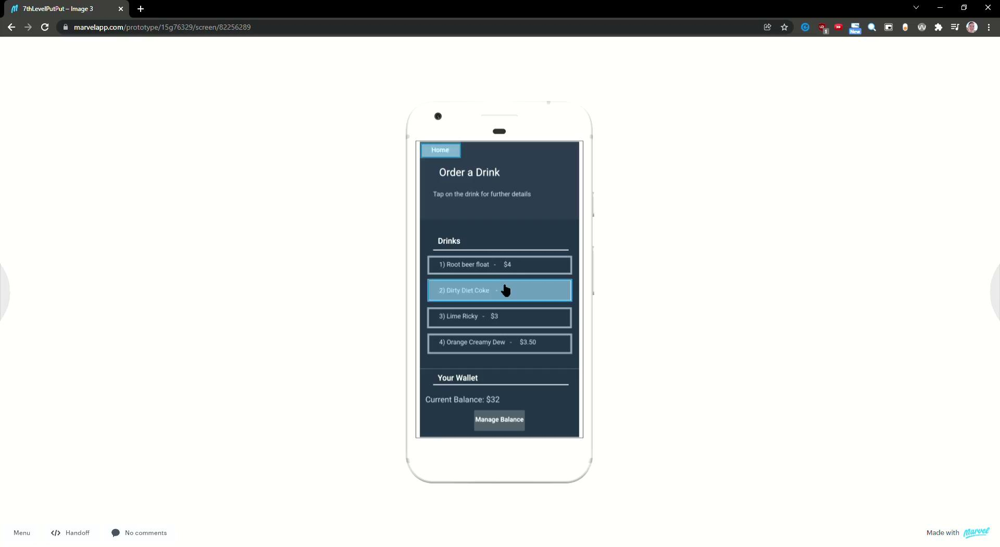 7thLevelPutPut – Image 3
marvelapp.com/prototype/15g76329/screen/82256289
1
New
Home
Order a Drink
Tap on the drink for further details
Drinks
1) Root beer float - $4
2) Dirty Diet Coke -
3) Lime Ricky - $3
4) Orange Creamy Dew - $3.50
Your Wallet
Current Balance: $32
Manage Balance
Menu
</> Handoff
No comments
Made with Marvel